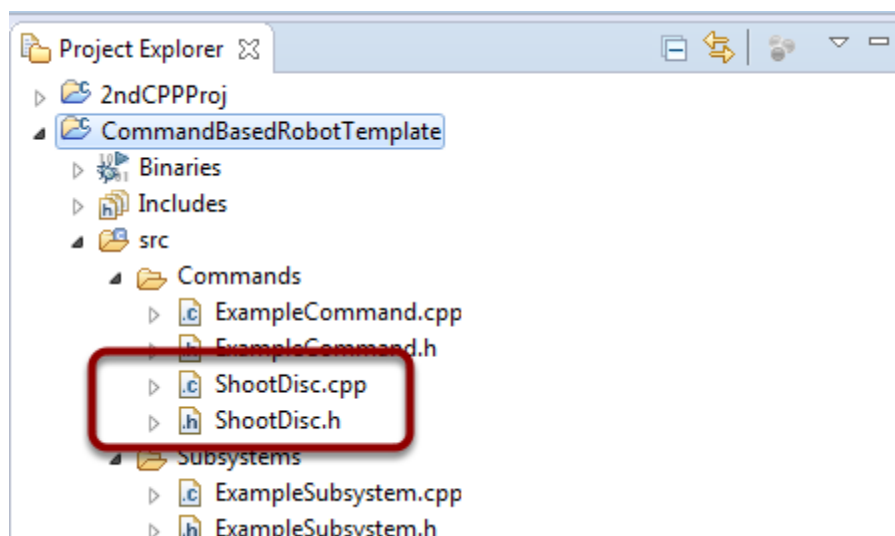 Project Explorer
2ndCPPProj
CommandBasedRobotTemplate
Binaries
Includes
src
Commands
ExampleCommand.cpp
ExampleCommand.h
ShootDisc.cpp
ShootDisc.h
Subsystems
ExampleSubsystem.cpp
ExampleSubsystem.h